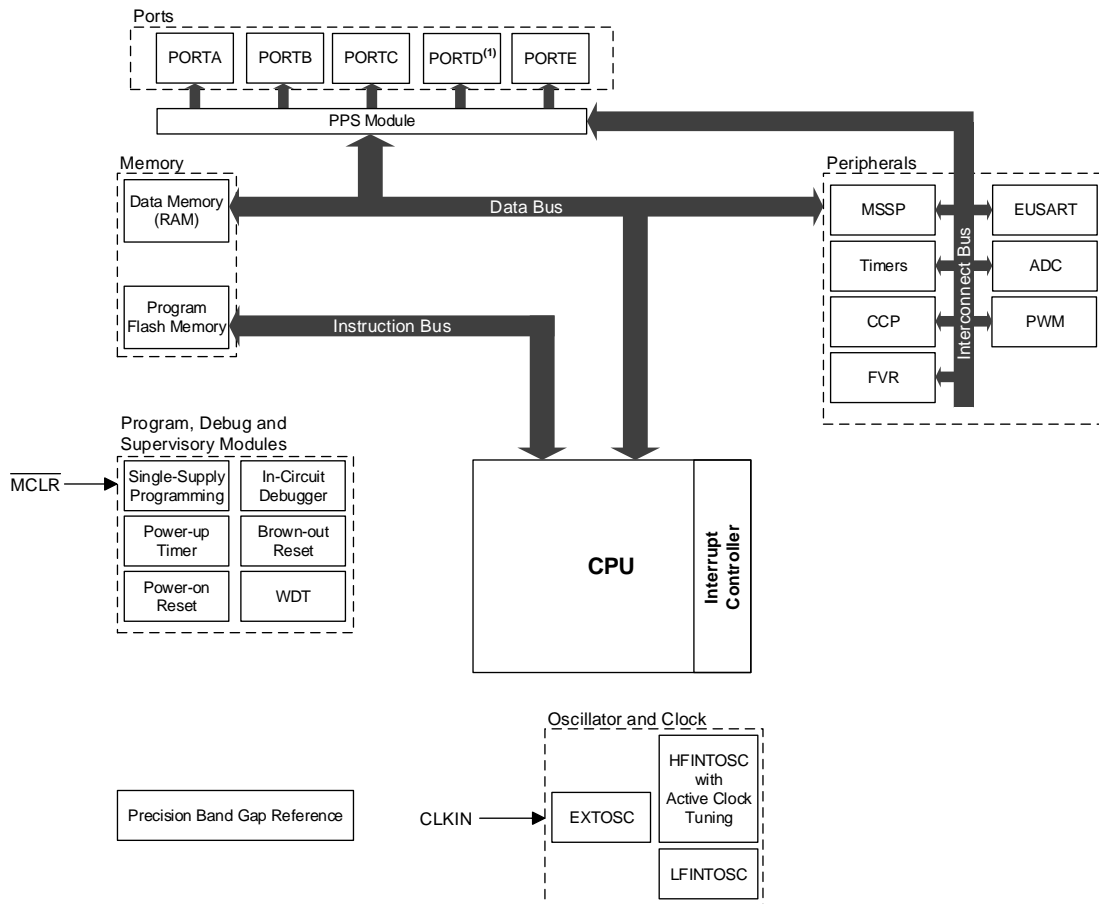 Ports
PORTA
PORTB
PORTC
PORTD(1)
PORTE
PPS Module
Memory
Data Memory
(RAM)
Program
Flash Memory
Data Bus
Instruction Bus
Peripherals
MSSP
EUSART
Timers
ADC
CCP
PWM
FVR
Interconnect Bus
Program, Debug and
Supervisory Modules
MCLR
Single-Supply
Programming
In-Circuit
Debugger
Power-up
Timer
Brown-out
Reset
Power-on
Reset
WDT
CPU
Interrupt
Controller
Oscillator and Clock
HFINTOSC
with
Active Clock
Tuning
EXTOSC
LFINTOSC
CLKIN
Precision Band Gap Reference